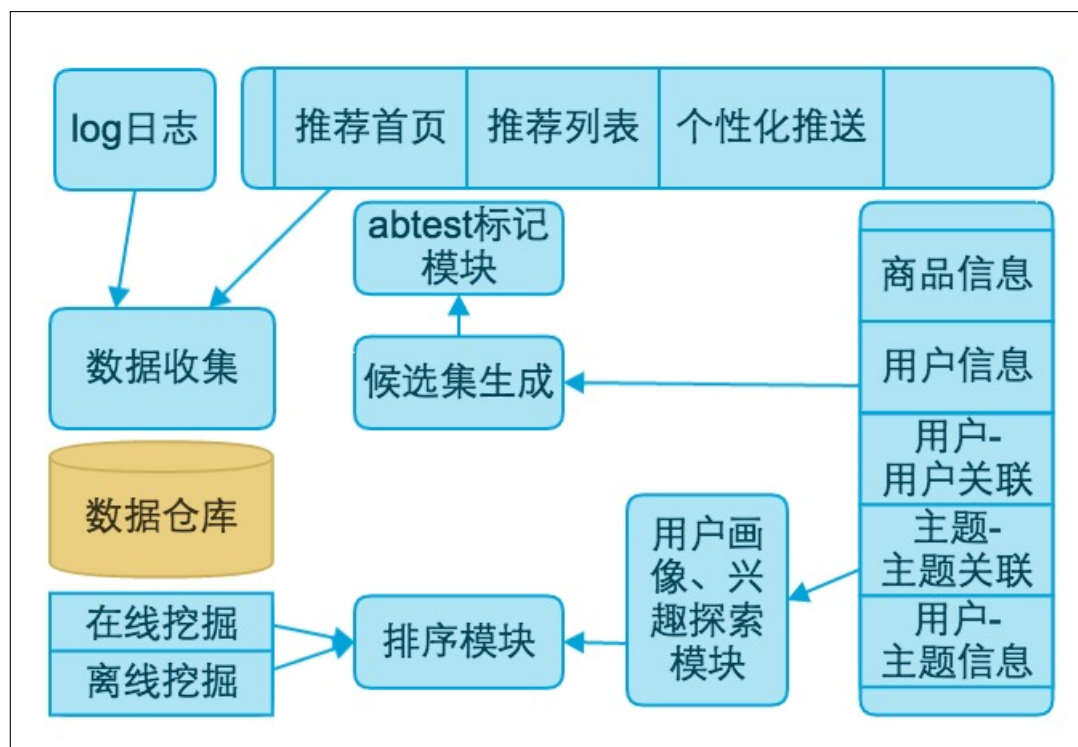 log日志
推荐首页
推荐列表
个性化推送
abtest标记
模块
商品信息
数据收集
候选集生成
用户信息
用户-
用户关联
数据仓库
用户画
像、兴
趣探索
模块
主题-
主题关联
在线挖掘
离线挖掘
排序模块
用户-
主题信息